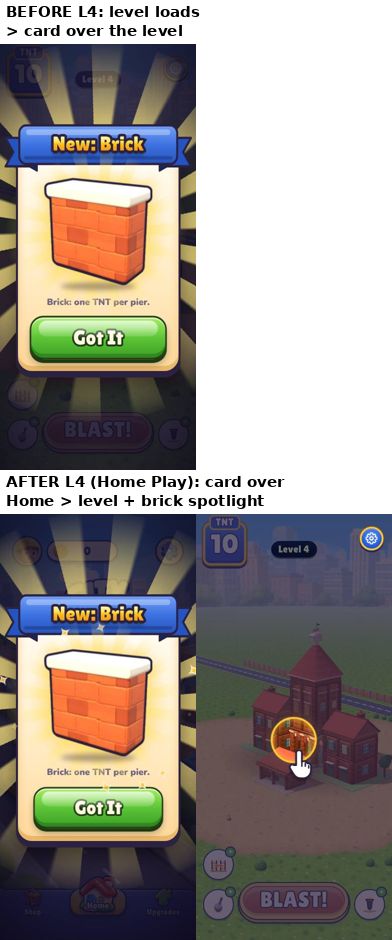 BEFORE L4: level loads
> card over the level
TNT
10
Level 4
New: Brick
Brick: one TNT per pier.
Got It
BLAST!
AFTER L4 (Home Play): card over
Home > level + brick spotlight
0
New: Brick
Brick: one TNT per pier.
Got It
Shop
Home
Upgrades
TNT
10
Level 4
BLAST!